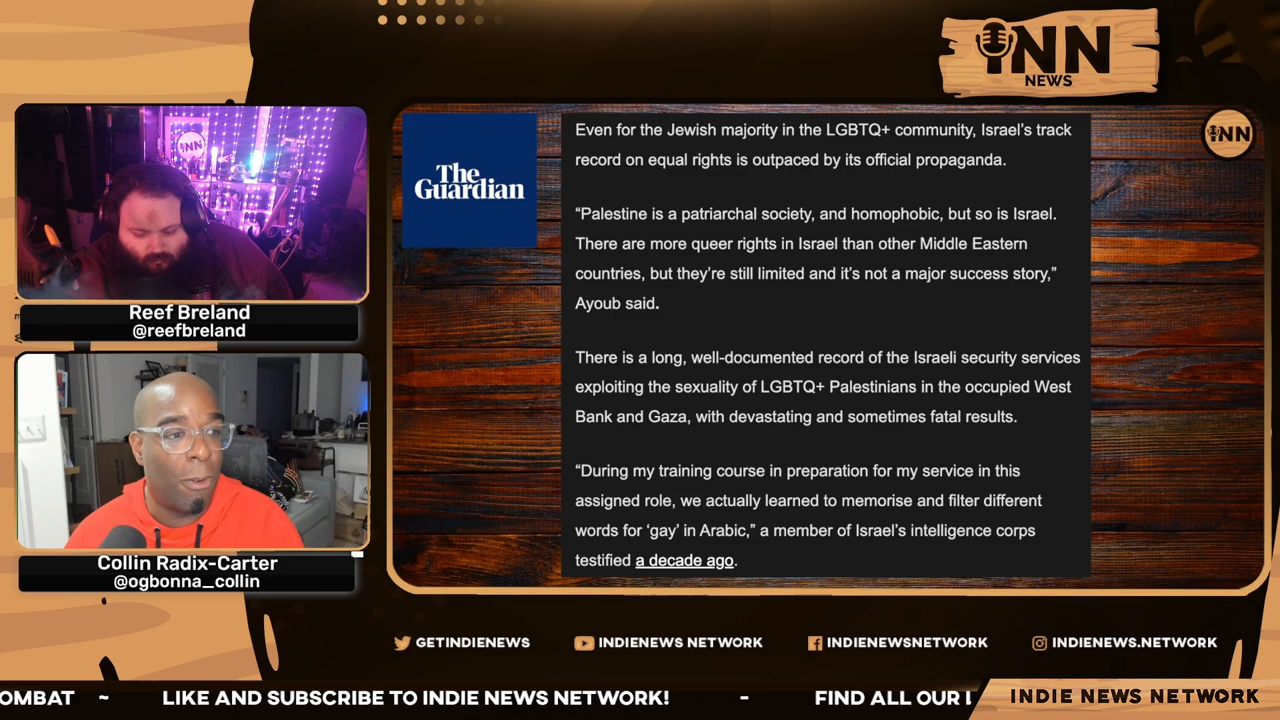 INN
NEWS
INN
The
Guardian
Even for the Jewish majority in the LGBTQ+ community, Israel’s track
record on equal rights is outpaced by its official propaganda.
“Palestine is a patriarchal society, and homophobic, but so is Israel.
There are more queer rights in Israel than other Middle Eastern
countries, but they’re still limited and it’s not a major success story,”
Ayoub said.
There is a long, well-documented record of the Israeli security services
exploiting the sexuality of LGBTQ+ Palestinians in the occupied West
Bank and Gaza, with devastating and sometimes fatal results.
“During my training course in preparation for my service in this
assigned role, we actually learned to memorise and filter different
words for ‘gay’ in Arabic,” a member of Israel’s intelligence corps
testified a decade ago.
INN
Reef Breland
@reefbreland
Collin Radix-Carter
@ogbonna_collin
GETINDIENEWS
INDIENEWS NETWORK
INDIENEWSNETWORK
INDIENEWS.NETWORK
OMBAT ~ LIKE AND SUBSCRIBE TO INDIE NEWS NETWORK! - FIND ALL OUR
INDIE NEWS NETWORK